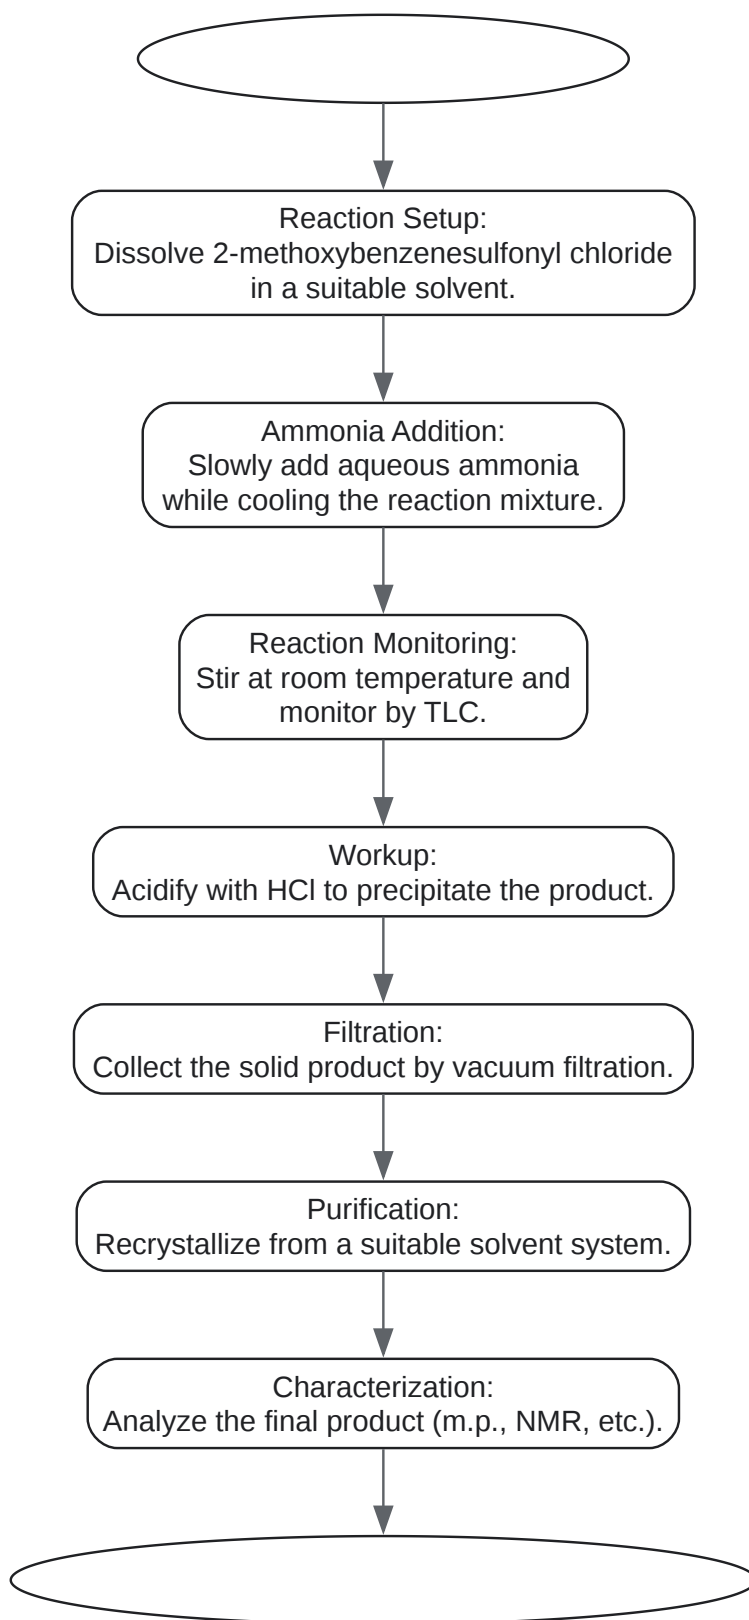 Reaction Setup:
Dissolve 2-methoxybenzenesulfonyl chloride
in a suitable solvent.
Ammonia Addition:
Slowly add aqueous ammonia
while cooling the reaction mixture.
Reaction Monitoring:
Stir at room temperature and
monitor by TLC.
Workup:
Acidify with HCl to precipitate the product.
Filtration:
Collect the solid product by vacuum filtration.
Purification:
Recrystallize from a suitable solvent system.
Characterization:
Analyze the final product (m.p., NMR, etc.).